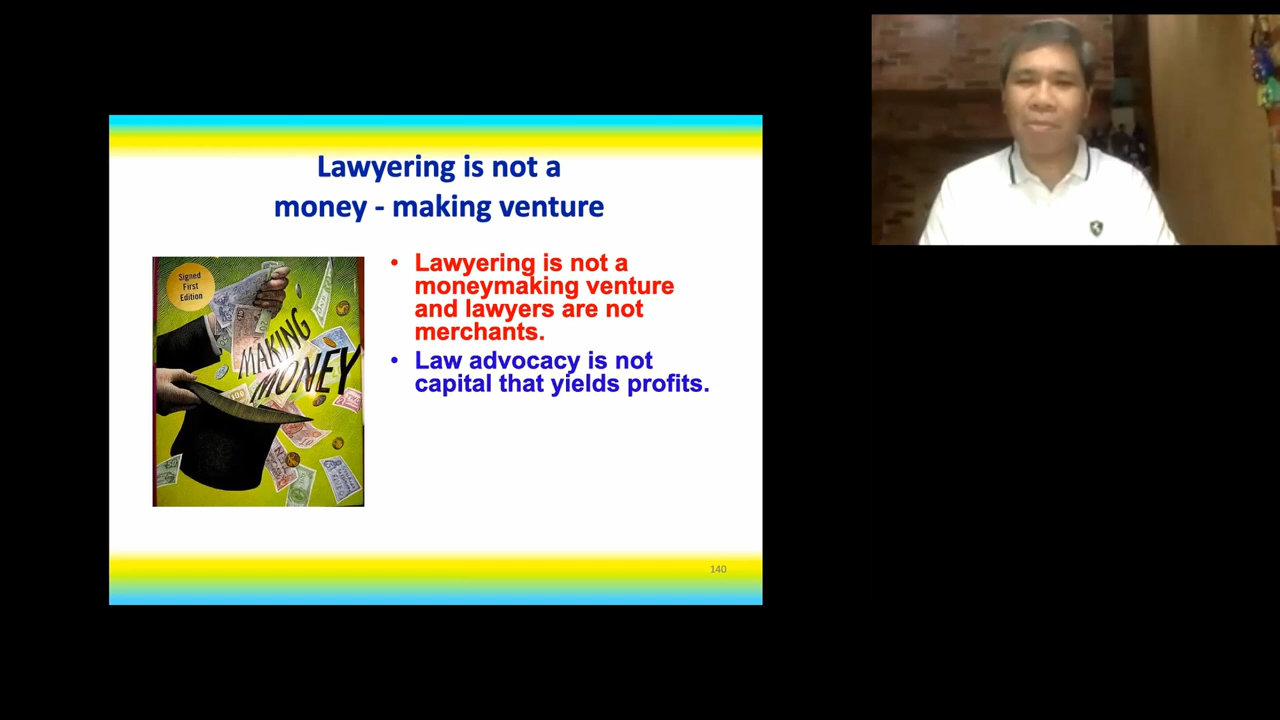 Lawyering is not a
money - making venture
Signed
First
Edition
MAKING
MONEY
• Lawyering is not a
moneymaking venture
and lawyers are not
merchants.
• Law advocacy is not
capital that yields profits.
140